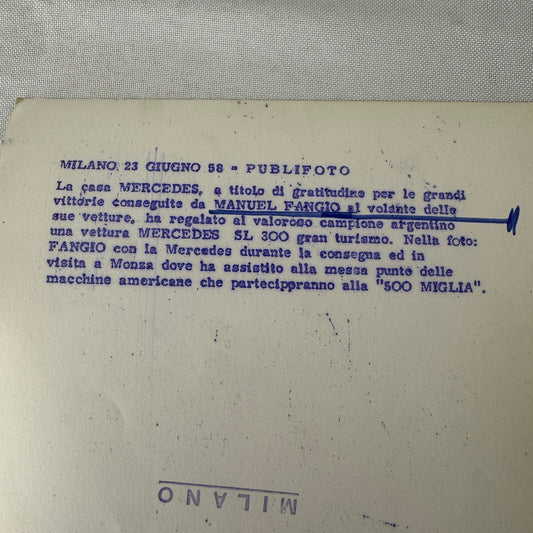 MILANO, 23 GIUGNO 58 = PUBLIFOTO
La casa MERCEDES, a titolo di gratitudine per le grandi
vittorie conseguite da MANUEL FANGIO al volante delle
sue vetture, ha regalato al valoroso campione argentino
una vettura MERCEDES SL 300 gran turismo. Nella foto:
FANGIO con la Mercedes durante la consegna ed in
visita a Monza dove ha assistito alla messa punto delle
macchine americane che parteciperanno alla "500 MIGLIA".
MILANO